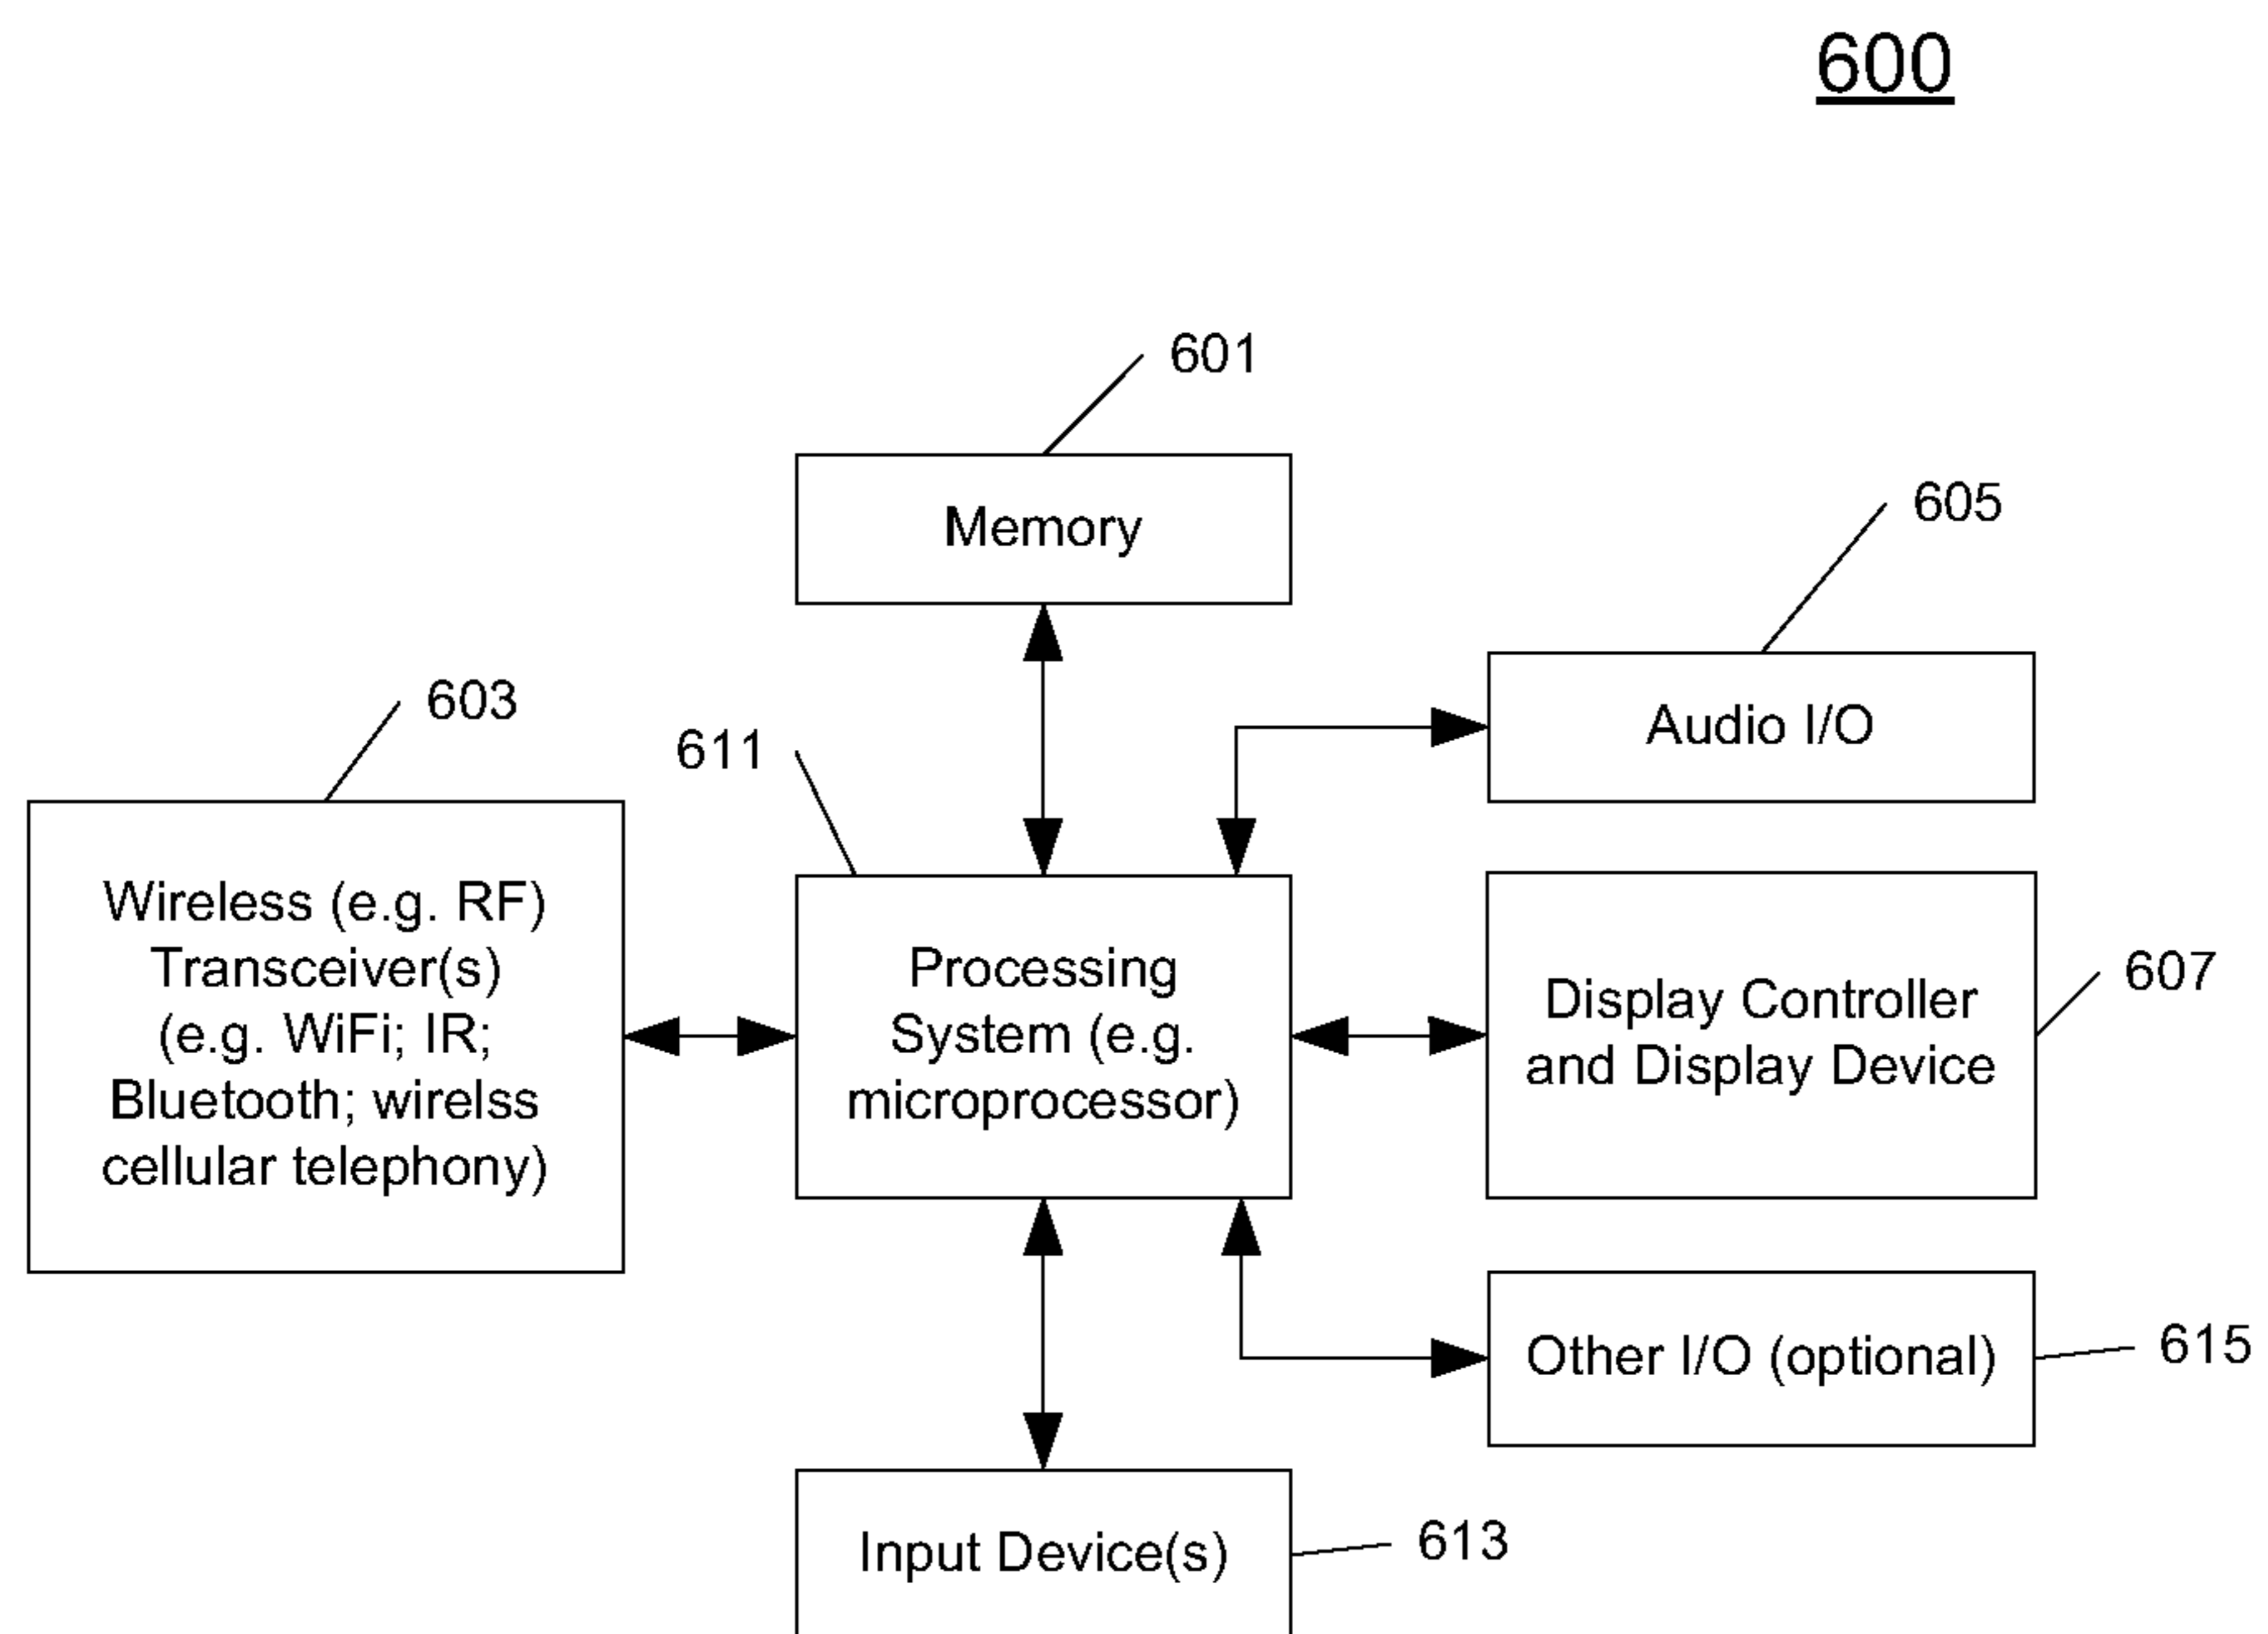 600
601
Memory
605
Audio I/O
603
611
Wireless (e.g. RF)
Transceiver(s)
(e.g. WiFi; IR;
Bluetooth; wirelss
cellular telephony)
Processing
System (e.g.
microprocessor)
Display Controller
and Display Device
607
Other I/O (optional)
615
Input Device(s)
613